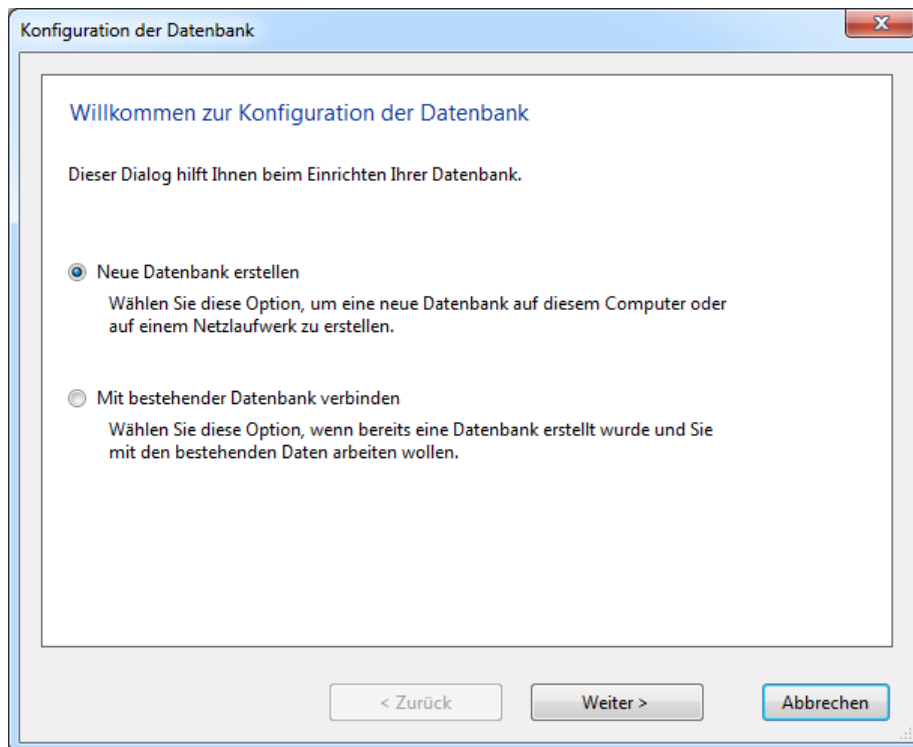 Konfiguration der Datenbank
Willkommen zur Konfiguration der Datenbank
Dieser Dialog hilft Ihnen beim Einrichten Ihrer Datenbank.
Neue Datenbank erstellen
Wählen Sie diese Option, um eine neue Datenbank auf diesem Computer oder
auf einem Netzlaufwerk zu erstellen.
Mit bestehender Datenbank verbinden
Wählen Sie diese Option, wenn bereits eine Datenbank erstellt wurde und Sie
mit den bestehenden Daten arbeiten wollen.
< Zurück
Weiter >
Abbrechen